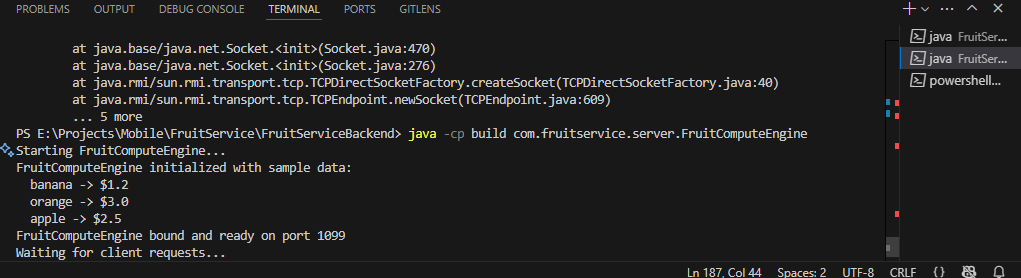 PROBLEMS OUTPUT DEBUG CONSOLE TERMINAL PORTS GITLENS
at java.base/java.net.Socket.<init>(Socket.java:470)
at java.base/java.net.Socket.<init>(Socket.java:276)
at java.rmi/sun.rmi.transport.tcp.TCPDirectSocketFactory.createSocket(TCPDirectSocketFactory.java:40)
at java.rmi/sun.rmi.transport.tcp.TCPEndpoint.newSocket(TCPEndpoint.java:609)
... 5 more
PS E:\Projects\Mobile\FruitService\FruitServiceBackend> java -cp build com.fruitservice.server.FruitComputeEngine
Starting FruitComputeEngine...
FruitComputeEngine initialized with sample data:
banana -> $1.2
orange -> $3.0
apple -> $2.5
FruitComputeEngine bound and ready on port 1099
Waiting for client requests...
java FruitSer...
java FruitSer...
powershell...
Ln 187, Col 44 Spaces: 2 UTF-8 CRLF {}